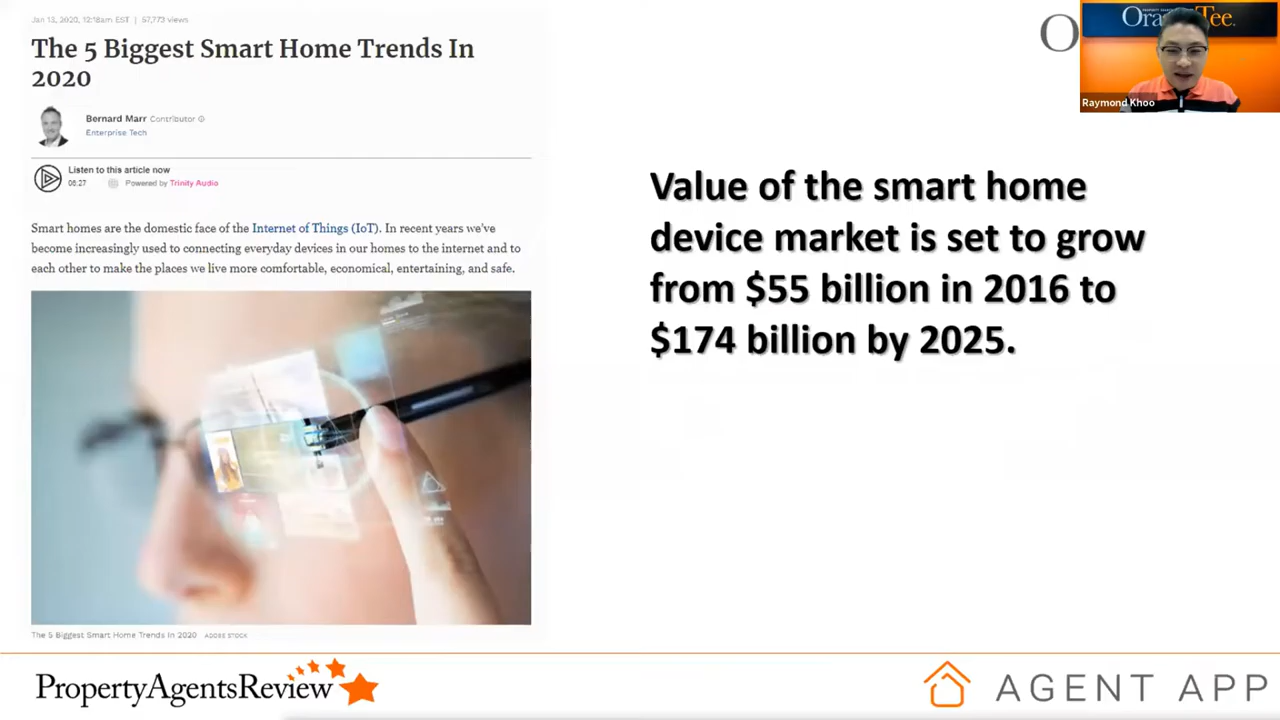 Jan 13, 2020, 12:18am EST | 57,773 views
The 5 Biggest Smart Home Trends In
2020
Bernard Marr Contributor
Enterprise Tech
Listen to this article now
06:27 Powered by Trinity Audio
Smart homes are the domestic face of the Internet of Things (IoT). In recent years we've
become increasingly used to connecting everyday devices in our homes to the internet and to
each other to make the places we live more comfortable, economical, entertaining, and safe.
The 5 Biggest Smart Home Trends In 2020 ADOBE STOCK
Value of the smart home
device market is set to grow
from $55 billion in 2016 to
$174 billion by 2025.
Raymond Khoo
PropertyAgentsReview
AGENT APP